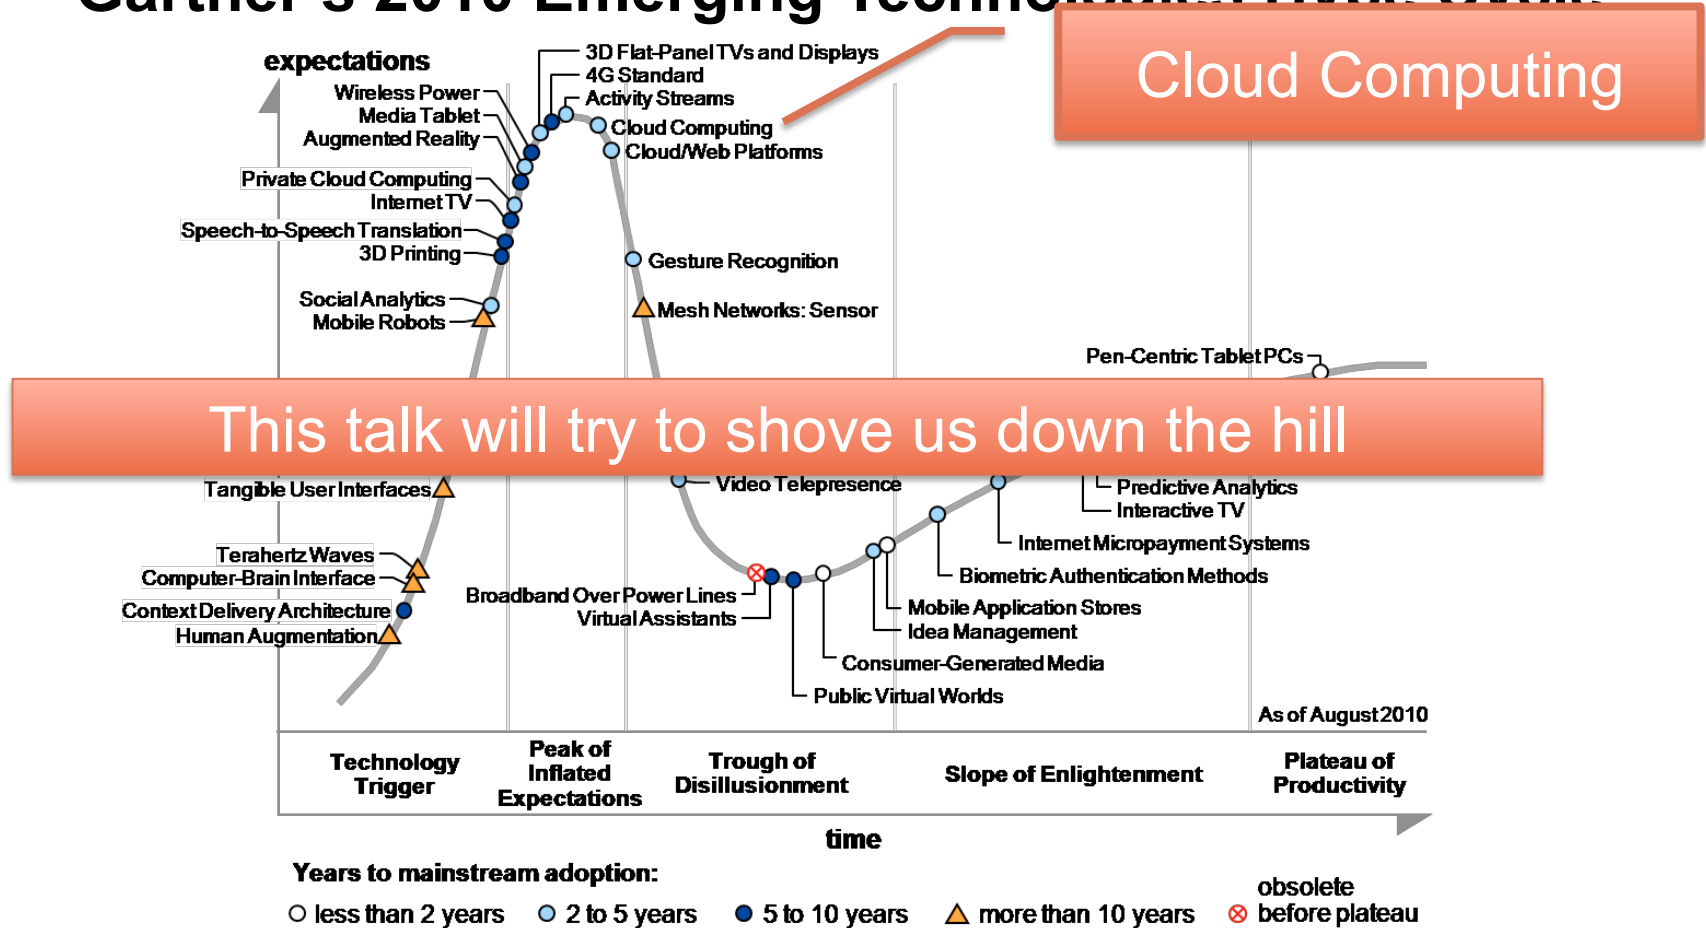 Gartner's 2010 Emerging Technologies Hype Cycle
Cloud Computing
expectations
3D Flat-Panel TVs and Displays
4G Standard
Activity Streams
Wireless Power
Media Tablet
Augmented Reality
Cloud Computing
Cloud/Web Platforms
Private Cloud Computing
Internet TV
Speech-to-Speech Translation
3D Printing
Gesture Recognition
Social Analytics
Mobile Robots
Mesh Networks: Sensor
Pen-Centric Tablet PCs
This talk will try to shove us down the hill
Tangible User Interfaces
Video Telepresence
Predictive Analytics
Interactive TV
Internet Micropayment Systems
Terahertz Waves
Computer-Brain Interface
Biometric Authentication Methods
Broadband Over Power Lines
Virtual Assistants
Context Delivery Architecture
Mobile Application Stores
Human Augmentation
Idea Management
Consumer-Generated Media
Public Virtual Worlds
As of August 2010
Technology
Trigger
Peak of
Inflated
Expectations
Trough of
Disillusionment
Slope of Enlightenment
Plateau of
Productivity
time
Years to mainstream adoption:
less than 2 years
2 to 5 years
5 to 10 years
more than 10 years
obsolete
before plateau